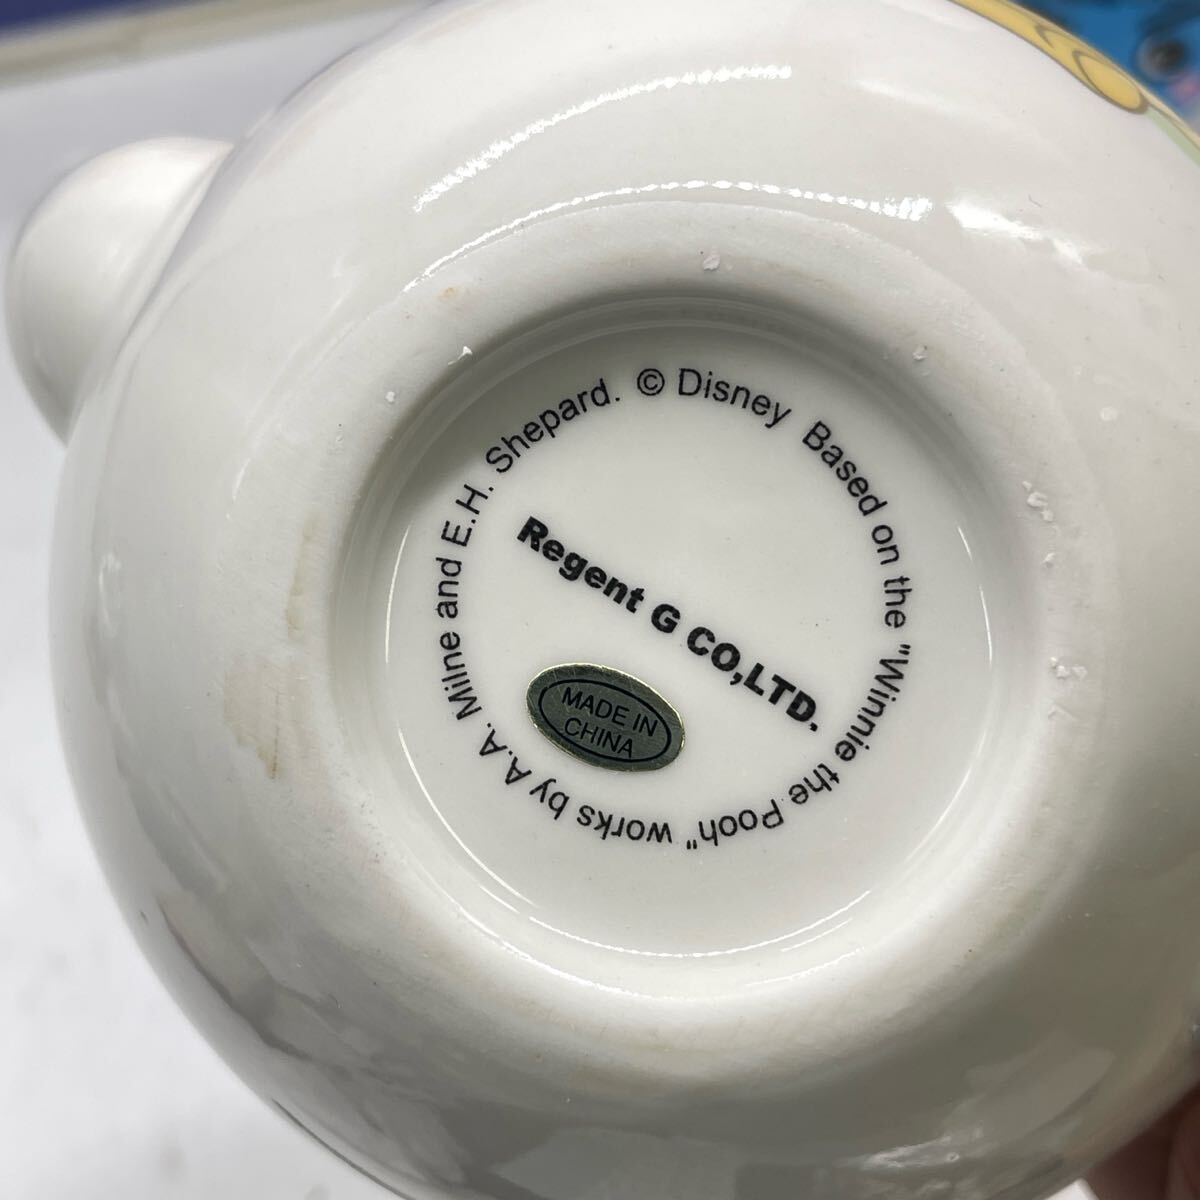 © Disney Based on the "Winnie the Pooh" works by A.A. Milne and E.H. Shepard.
Regent G CO,LTD.
MADE IN
CHINA